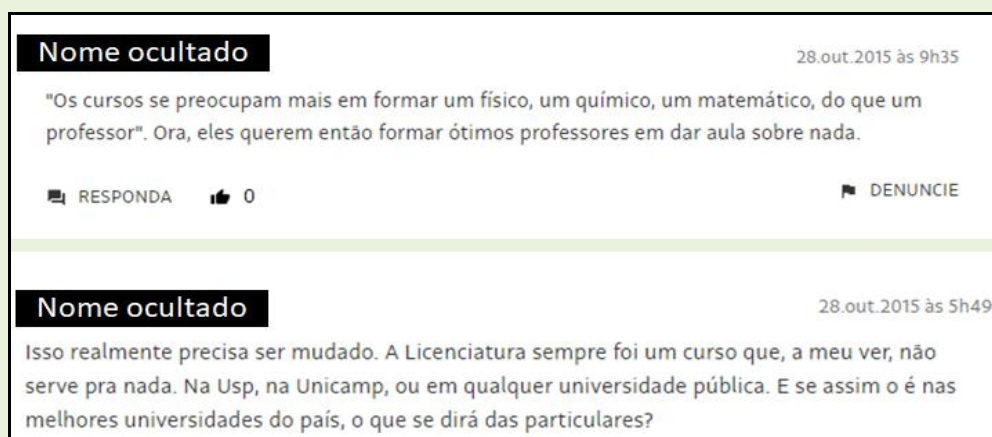 Nome ocultado
28.out.2015 às 9h35
"Os cursos se preocupam mais em formar um físico, um químico, um matemático, do que um
professor". Ora, eles querem então formar ótimos professores em dar aula sobre nada.
RESPONDA 0 DENUNCIE
Nome ocultado
28.out.2015 às 5h49
Isso realmente precisa ser mudado. A Licenciatura sempre foi um curso que, a meu ver, não
serve pra nada. Na Usp, na Unicamp, ou em qualquer universidade pública. E se assim o é nas
melhores universidades do país, o que se dirá das particulares?